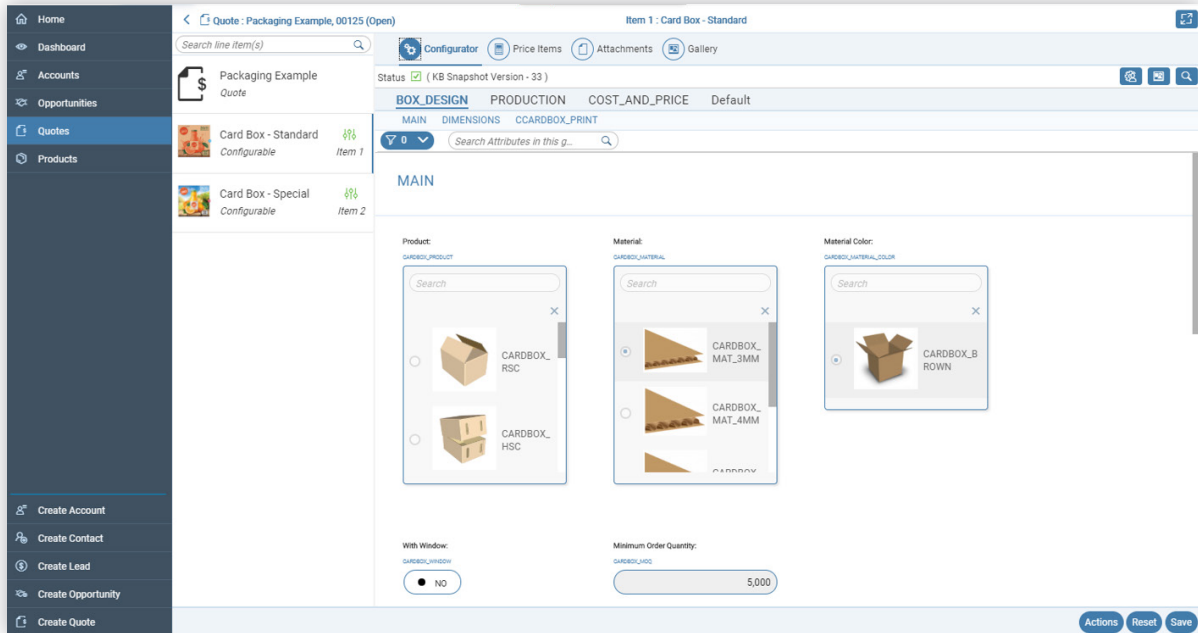 Home
Dashboard
Accounts
Opportunities
Quotes
Products
Create Account
Create Contact
Create Lead
Create Opportunity
Create Quote
Quote : Packaging Example, 00125 (Open)
Item 1 : Card Box - Standard
Search line item(s)
Packaging Example
Quote
Card Box - Standard
Configurable
Item 1
Card Box - Special
Configurable
Item 2
Configurator
Price Items
Attachments
Gallery
Status ( KB Snapshot Version - 33 )
BOX_DESIGN
PRODUCTION
COST_AND_PRICE
Default
MAIN
DIMENSIONS
CCARDBOX_PRINT
0
Search Attributes in this g...
MAIN
Product:
CARDBOX_PRODUCT
Search
CARDBOX_
RSC
CARDBOX_
HSC
Material:
CARDBOX_MATERIAL
Search
CARDBOX_
MAT_3MM
CARDBOX_
MAT_4MM
CARDBOX
Material Color:
CARDBOX_MATERIAL_COLOR
Search
CARDBOX_B
ROWN
With Window:
CARDBOX_WINDOW
NO
Minimum Order Quantity:
CARDBOX_MOQ
5,000
Actions
Reset
Save